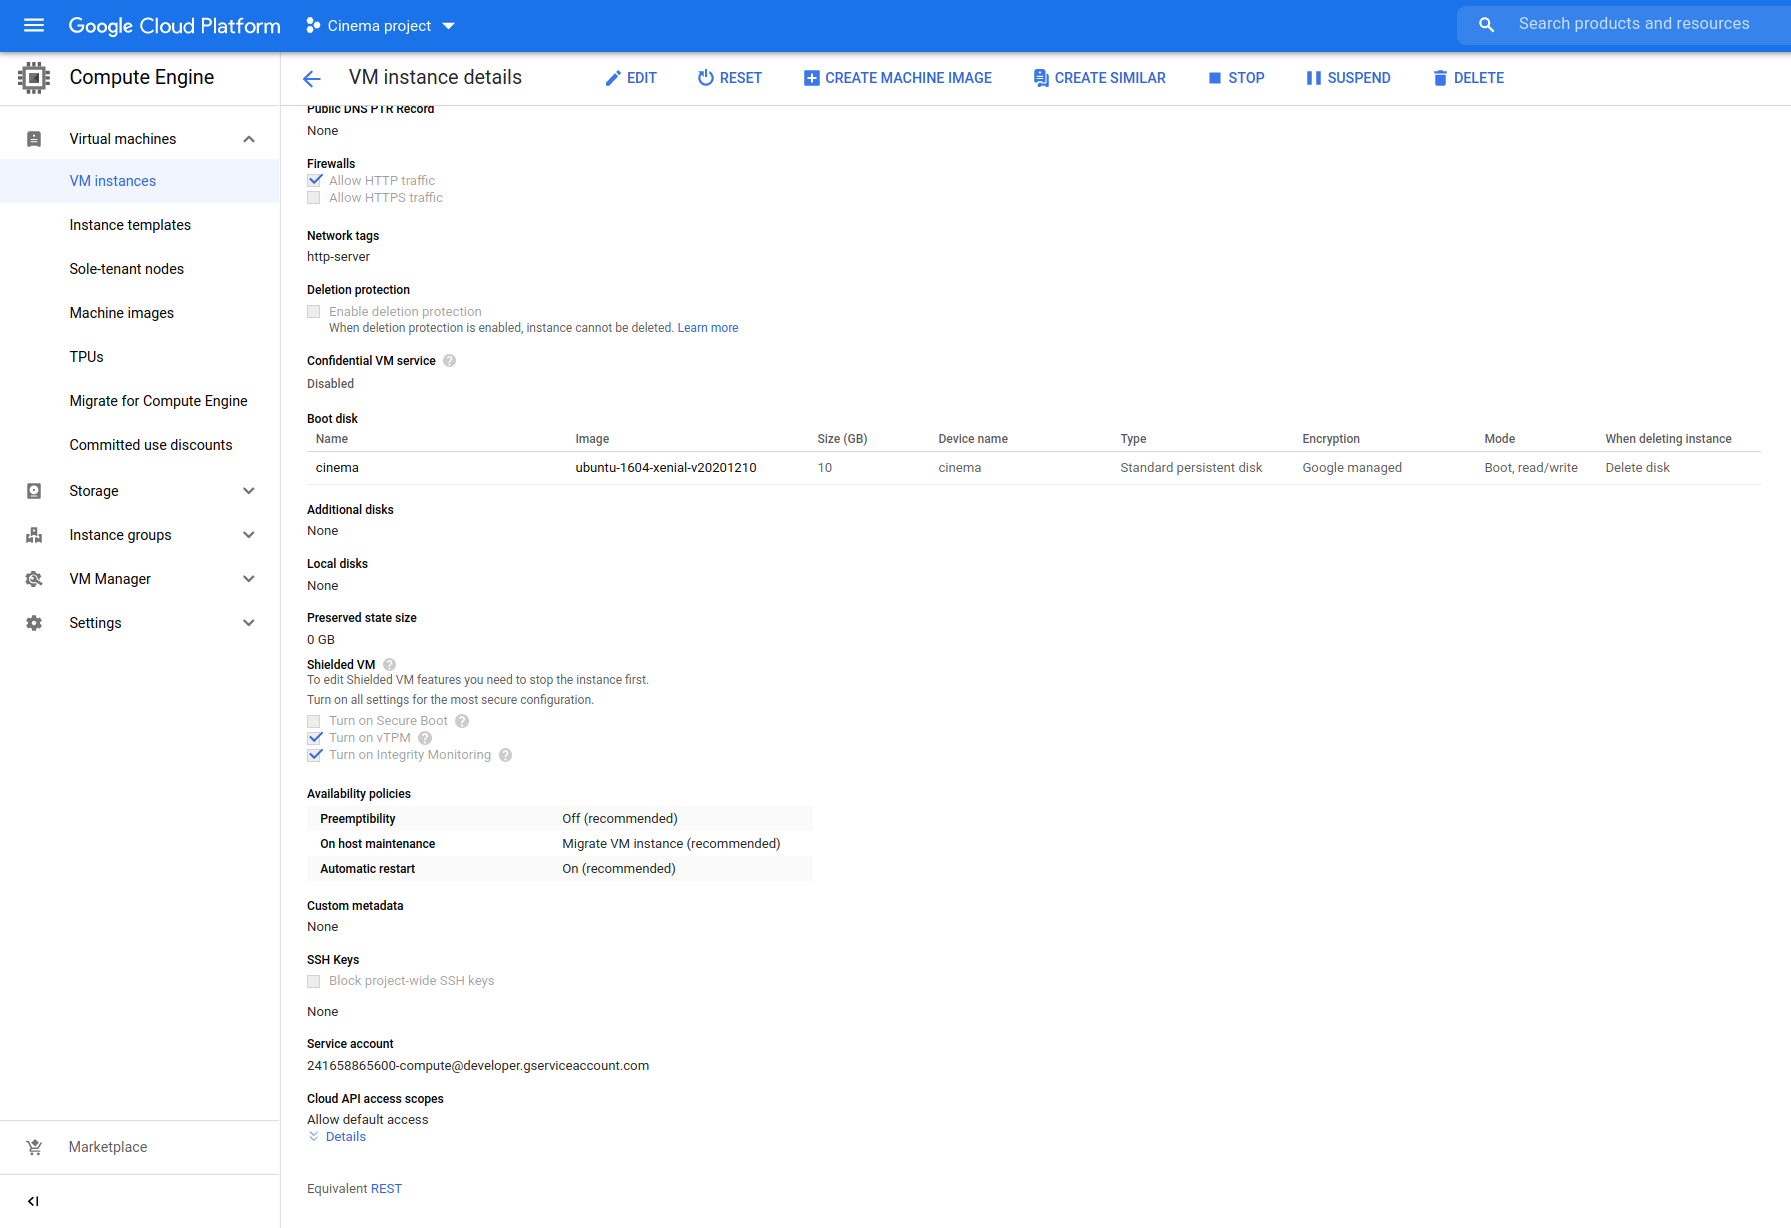 Google Cloud Platform Cinema project Search products and resources
Compute Engine
VM instance details EDIT RESET CREATE MACHINE IMAGE CREATE SIMILAR STOP SUSPEND DELETE
Virtual machines
VM instances
Instance templates
Sole-tenant nodes
Machine images
TPUs
Migrate for Compute Engine
Committed use discounts
Storage
Instance groups
VM Manager
Settings
Marketplace
Public DNS PTR Record
None
Firewalls
Allow HTTP traffic
Allow HTTPS traffic
Network tags
http-server
Deletion protection
Enable deletion protection
When deletion protection is enabled, instance cannot be deleted. Learn more
Confidential VM service ?
Disabled
Boot disk
Name Image Size (GB) Device name Type Encryption Mode When deleting instance
cinema ubuntu-1604-xenial-v20201210 10 cinema Standard persistent disk Google managed Boot, read/write Delete disk
Additional disks
None
Local disks
None
Preserved state size
0 GB
Shielded VM ?
To edit Shielded VM features you need to stop the instance first.
Turn on all settings for the most secure configuration.
Turn on Secure Boot ?
Turn on vTPM ?
Turn on Integrity Monitoring ?
Availability policies
Preemptibility Off (recommended)
On host maintenance Migrate VM instance (recommended)
Automatic restart On (recommended)
Custom metadata
None
SSH Keys
Block project-wide SSH keys
None
Service account
241658865600-compute@developer.gserviceaccount.com
Cloud API access scopes
Allow default access
Details
Equivalent REST